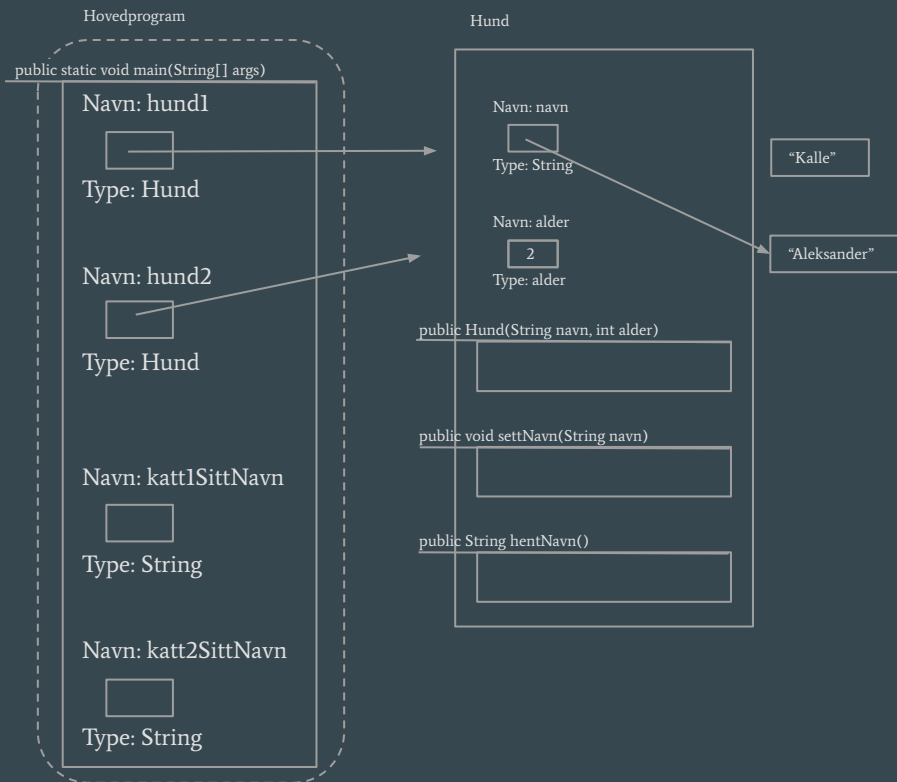 Hovedprogram
public static void main(String[] args)
Navn: hund1
Type: Hund
Navn: hund2
Type: Hund
Navn: katt1SittNavn
Type: String
Navn: katt2SittNavn
Type: String
Hund
Navn: navn
Type: String
Navn: alder
2
Type: alder
public Hund(String navn, int alder)
public void settNavn(String navn)
public String hentNavn()
“Kalle”
“Aleksander”